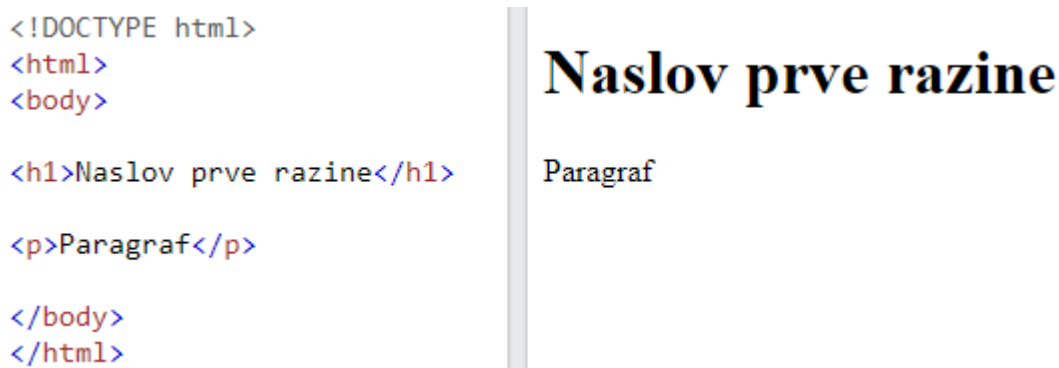 <!DOCTYPE html>
<html>
<body>
<h1>Naslov prve razine</h1>
<p>Paragraf</p>
</body>
</html>
Naslov prve razine
Paragraf